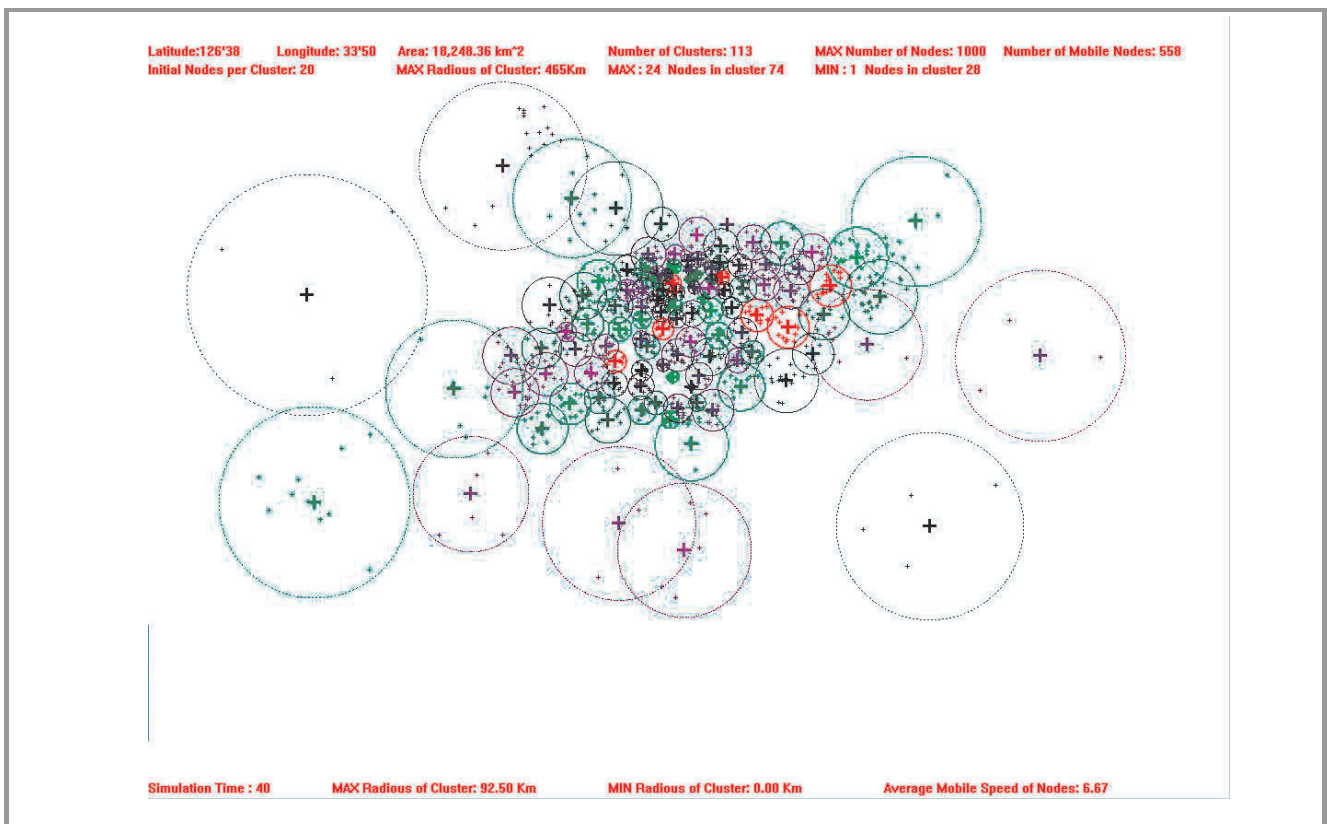 Latitude:126'38 Longitude: 33'50 Area: 18,248.36 km^2 Number of Clusters: 113 MAX Number of Nodes: 1000 Number of Mobile Nodes: 558
Initial Nodes per Cluster: 20 MAX Radious of Cluster: 465Km MAX : 24 Nodes in cluster 74 MIN : 1 Nodes in cluster 28
Simulation Time : 40 MAX Radious of Cluster: 92.50 Km MIN Radious of Cluster: 0.00 Km Average Mobile Speed of Nodes: 6.67